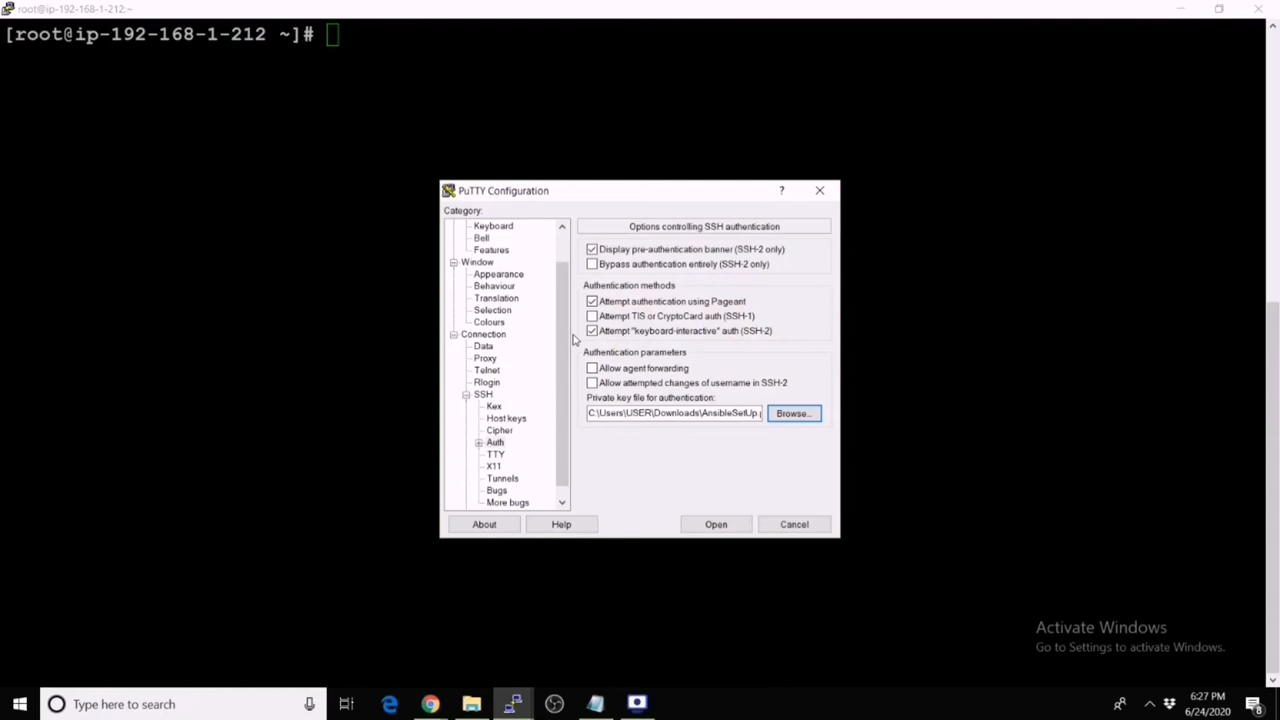 root@ip-192-168-1-212:~
[root@ip-192-168-1-212 ~]#
PuTTY Configuration
?
Category:
Keyboard
Bell
Features
Window
Appearance
Behaviour
Translation
Selection
Colours
Connection
Data
Proxy
Telnet
Rlogin
SSH
Kex
Host keys
Cipher
Auth
TTY
X11
Tunnels
Bugs
More bugs
Options controlling SSH authentication
Display pre-authentication banner (SSH-2 only)
Bypass authentication entirely (SSH-2 only)
Authentication methods
Attempt authentication using Pageant
Attempt TIS or CryptoCard auth (SSH-1)
Attempt "keyboard-interactive" auth (SSH-2)
Authentication parameters
Allow agent forwarding
Allow attempted changes of username in SSH-2
Private key file for authentication:
C:\Users\USER\Downloads\AnsibleSetUp.p
Browse...
About
Help
Open
Cancel
Activate Windows
Go to Settings to activate Windows.
Type here to search
6:27 PM
6/24/2020
8